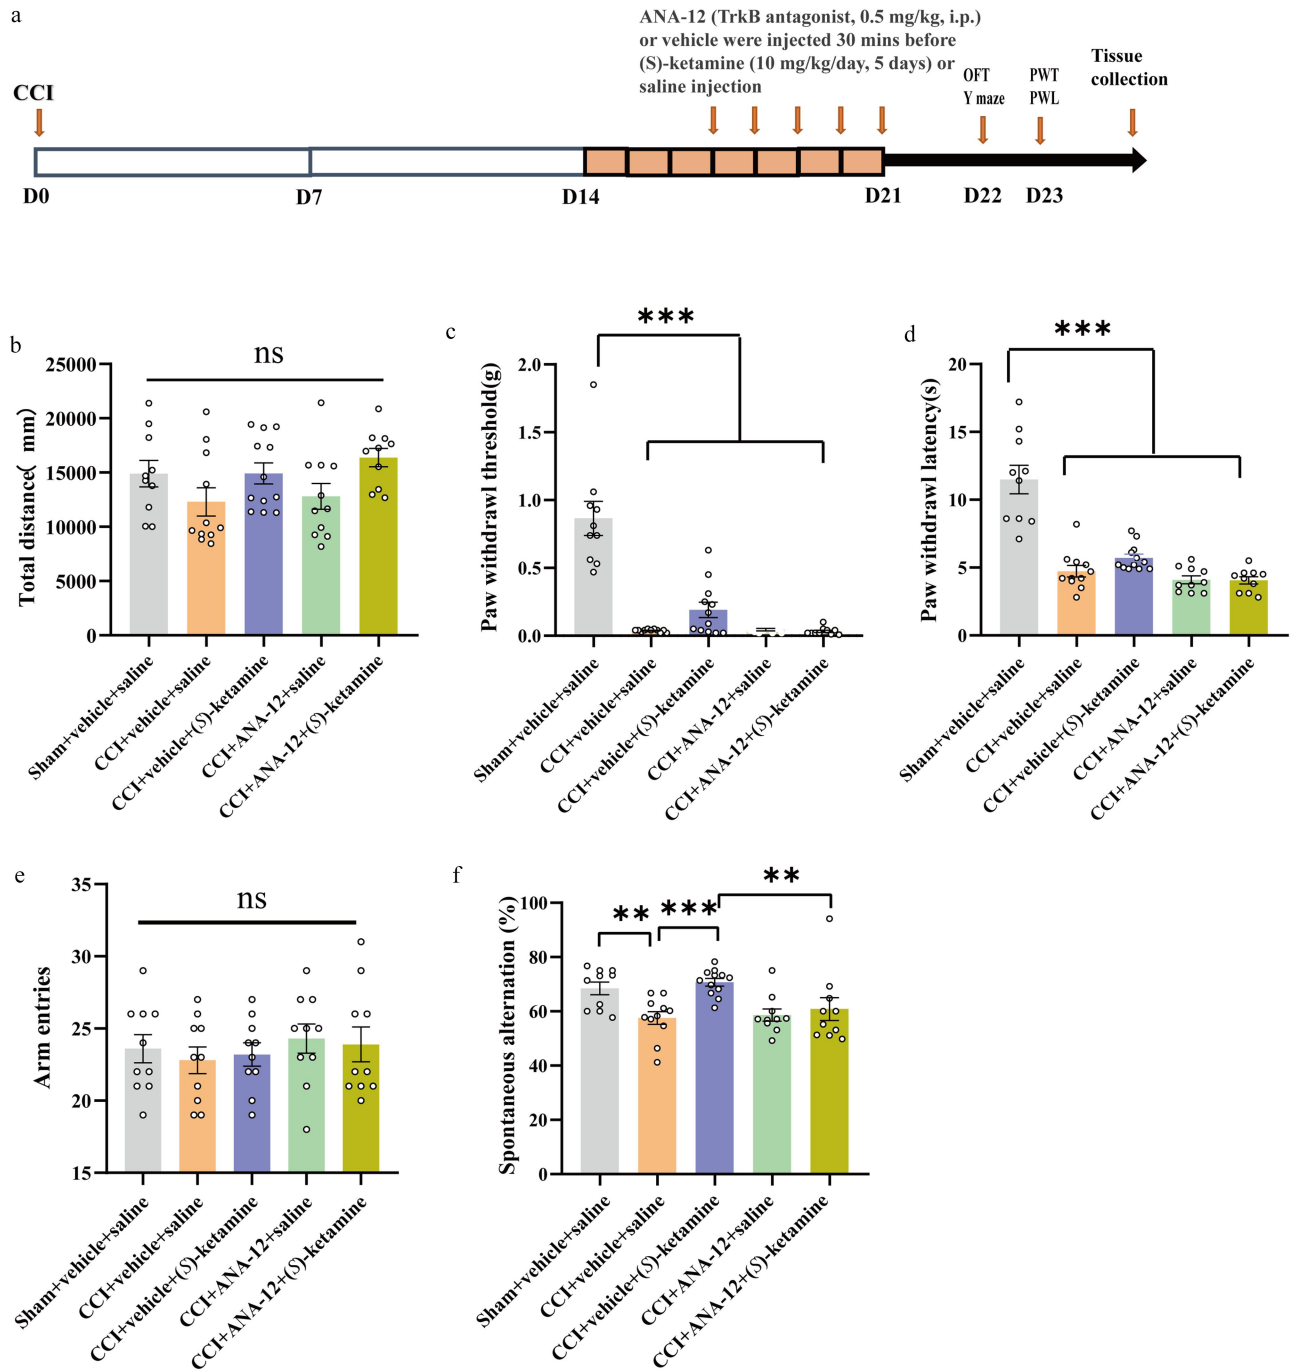 a
ANA-12 (TrkB antagonist, 0.5 mg/kg, i.p.)
or vehicle were injected 30 mins before
(S)-ketamine (10 mg/kg/day, 5 days) or
saline injection
CCI
OFT
Y maze
PWT
PWL
Tissue
collection
D0
D7
D14
D21
D22
D23
b
ns
Total distance( mm)
25000
20000
15000
10000
5000
0
Sham+vehicle+saline
CCI+vehicle+saline
CCI+vehicle+(S)-ketamine
CCI+ANA-12+saline
CCI+ANA-12+(S)-ketamine
c
***
Paw withdrawl threshold(g)
2.0
1.5
1.0
0.5
0.0
Sham+vehicle+saline
CCI+vehicle+saline
CCI+vehicle+(S)-ketamine
CCI+ANA-12+saline
CCI+ANA-12+(S)-ketamine
d
***
Paw withdrawl latency(s)
20
15
10
5
0
Sham+vehicle+saline
CCI+vehicle+saline
CCI+vehicle+(S)-ketamine
CCI+ANA-12+saline
CCI+ANA-12+(S)-ketamine
e
ns
Arm entries
35
30
25
20
15
Sham+vehicle+saline
CCI+vehicle+saline
CCI+vehicle+(S)-ketamine
CCI+ANA-12+saline
CCI+ANA-12+(S)-ketamine
f
**
***
**
Spontaneous alternation (%)
100
80
60
40
20
0
Sham+vehicle+saline
CCI+vehicle+saline
CCI+vehicle+(S)-ketamine
CCI+ANA-12+saline
CCI+ANA-12+(S)-ketamine